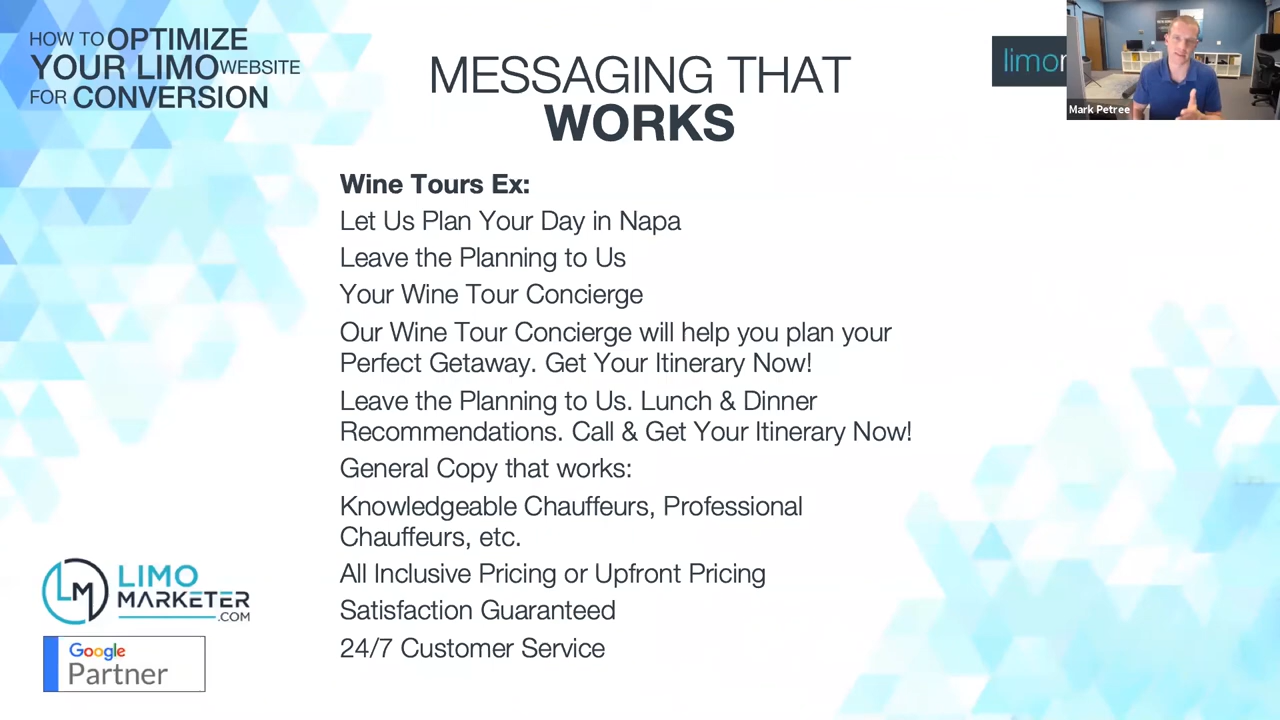 HOW TO OPTIMIZE
YOUR LIMO WEBSITE
FOR CONVERSION
MESSAGING THAT
WORKS
limo
Mark Petree
Wine Tours Ex:
Let Us Plan Your Day in Napa
Leave the Planning to Us
Your Wine Tour Concierge
Our Wine Tour Concierge will help you plan your
Perfect Getaway. Get Your Itinerary Now!
Leave the Planning to Us. Lunch & Dinner
Recommendations. Call & Get Your Itinerary Now!
General Copy that works:
Knowledgeable Chauffeurs, Professional
Chauffeurs, etc.
All Inclusive Pricing or Upfront Pricing
Satisfaction Guaranteed
24/7 Customer Service
LM LIMO
MARKETER
.COM
Google
Partner